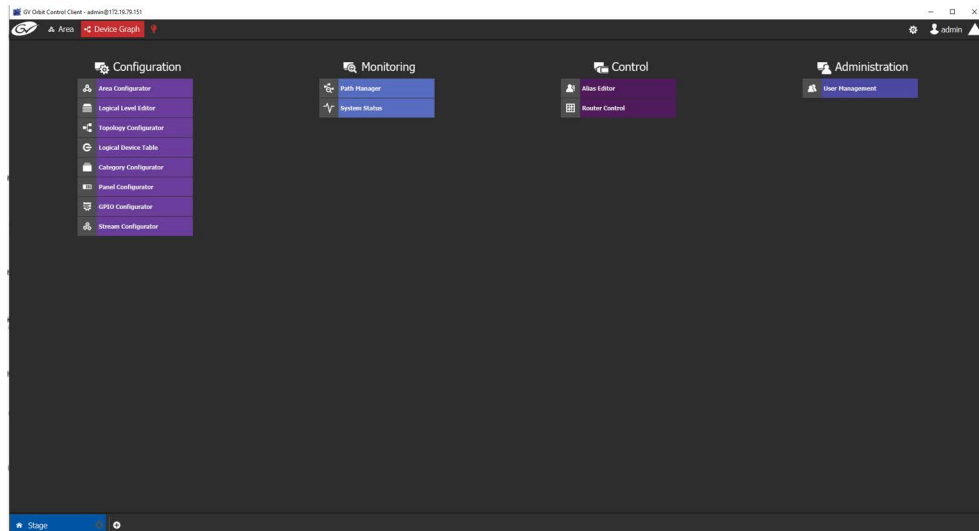 GV Orbit Control Client - admin@172.19.79.151
GV
Area
Device Graph
admin
Configuration
Area Configurator
Logical Level Editor
Topology Configurator
Logical Device Table
Category Configurator
Panel Configurator
GPIO Configurator
Stream Configurator
Monitoring
Path Manager
System Status
Control
Alias Editor
Router Control
Administration
User Management
Stage